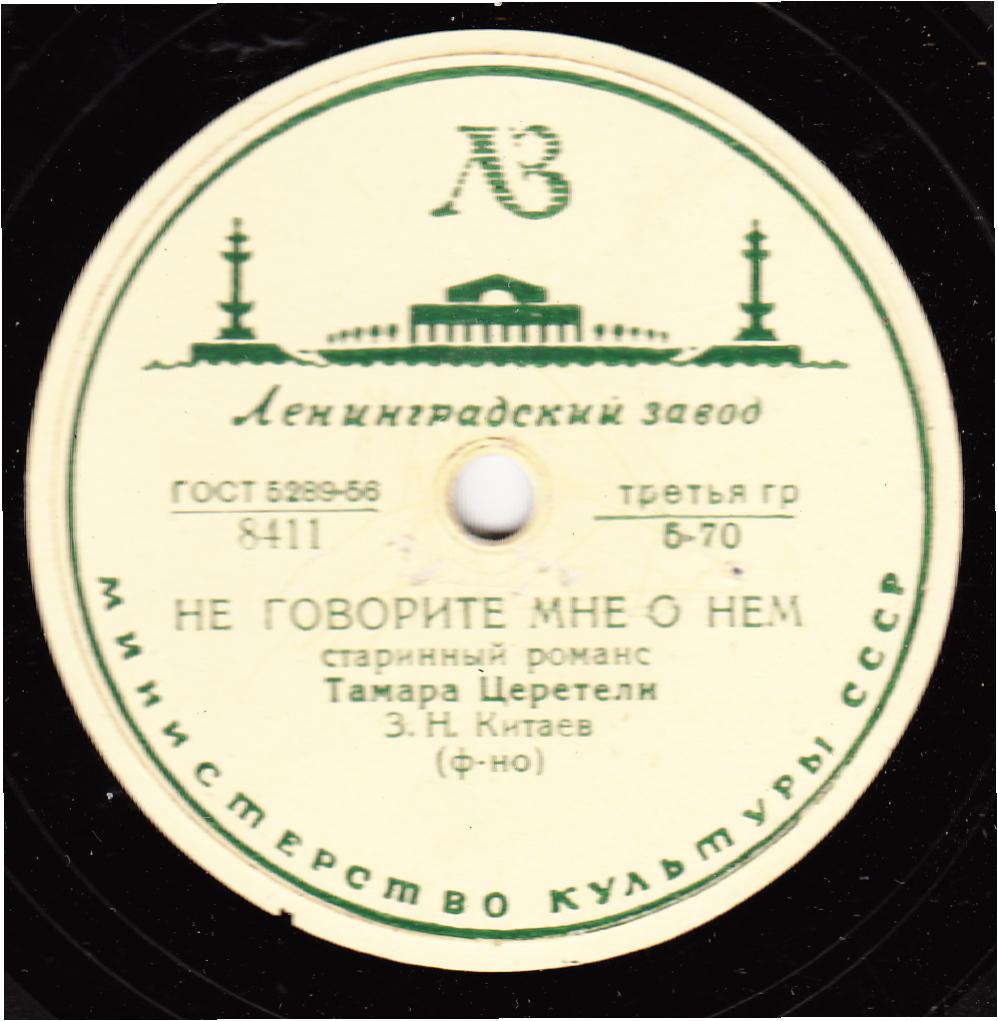 ЛЗ
Ленинградский завод
ГОСТ 5289-56
8411
третья гр
5-70
НЕ ГОВОРИТЕ МНЕ О НЕМ
старинный романс
Тамара Церетели
З. Н. Китаев
(ф-но)
МИНИСТЕРСТВО КУЛЬТУРЫ СССР